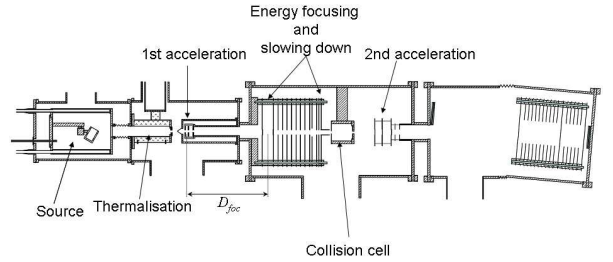 Energy focusing
and
slowing down
1st acceleration
2nd acceleration
Source
Thermalisation
D_foc
Collision cell